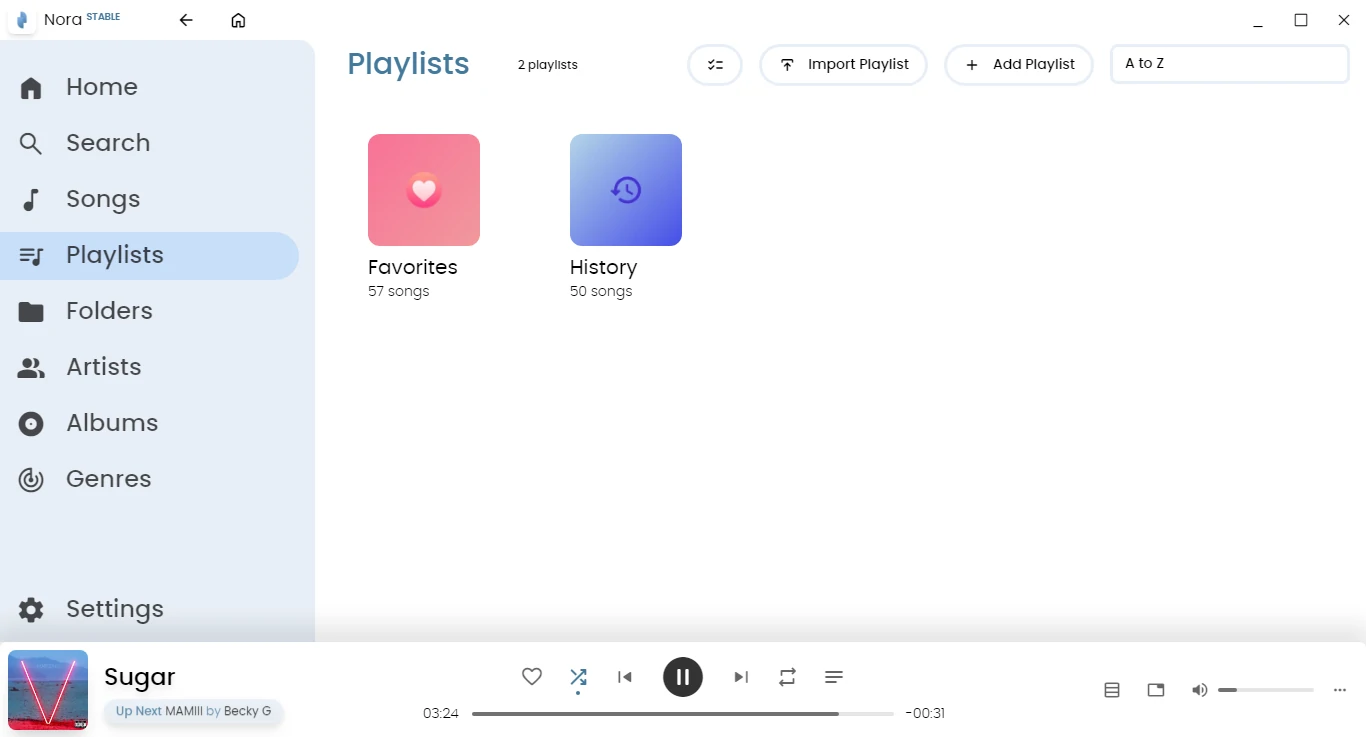 Nora STABLE
Home
Search
Songs
Playlists
Folders
Artists
Albums
Genres
Settings
Playlists
2 playlists
Import Playlist
Add Playlist
A to Z
Favorites
57 songs
History
50 songs
Sugar
Up Next MAMIII by Becky G
03:24
-00:31